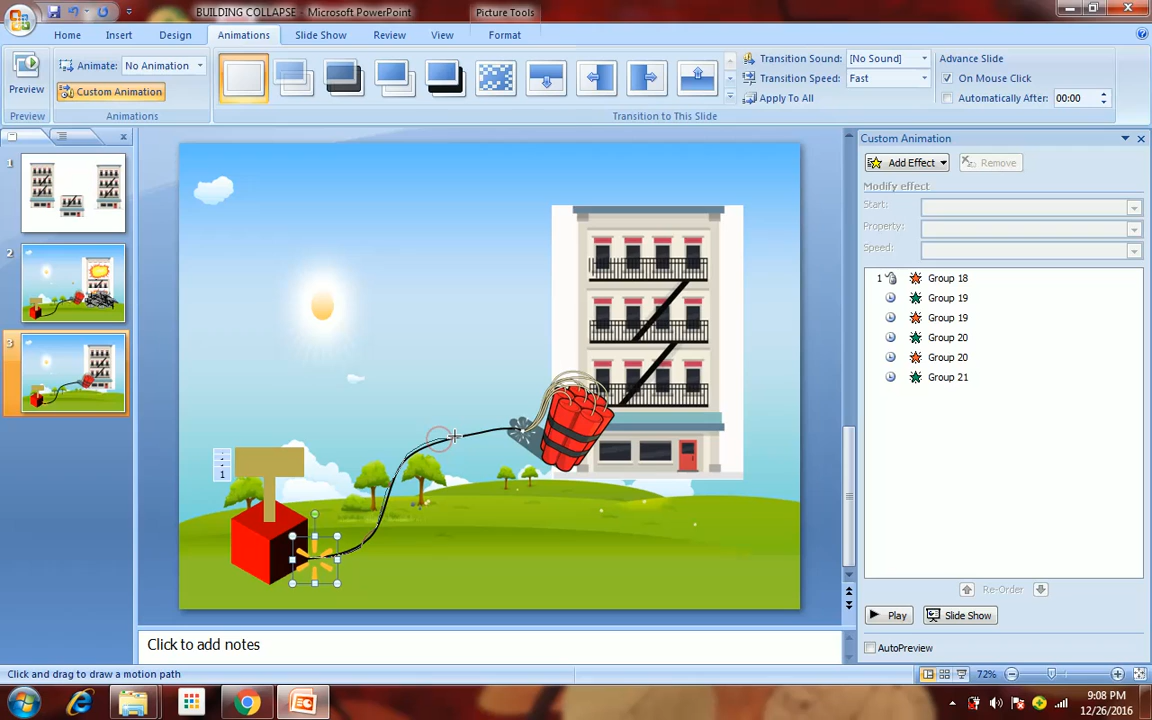 BUILDING COLLAPSE - Microsoft PowerPoint
Picture Tools
Home
Insert
Design
Animations
Slide Show
Review
View
Format
Preview
Animate:
No Animation
Custom Animation
Preview
Animations
Transition Sound:
[No Sound]
Transition Speed:
Fast
Apply To All
Transition to This Slide
Advance Slide
On Mouse Click
Automatically After:
00:00
1
2
3
1
Custom Animation
Add Effect
Remove
Modify effect
Start:
Property:
Speed:
1
Group 18
Group 19
Group 19
Group 20
Group 20
Group 21
Re-Order
Play
Slide Show
AutoPreview
Click to add notes
Click and drag to draw a motion path
72%
9:08 PM
12/26/2016